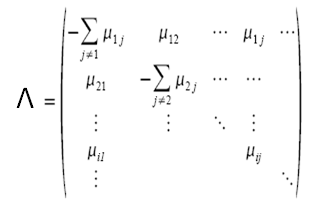 Λ = 
−∑_{j≠1} μ_{1j} μ_{12} ⋯ μ_{1j} ⋯
μ_{21} −∑_{j≠2} μ_{2j} ⋯ ⋯
⋮ ⋮ ⋱ ⋮
μ_{i1} μ_{ij}
⋮ ⋱